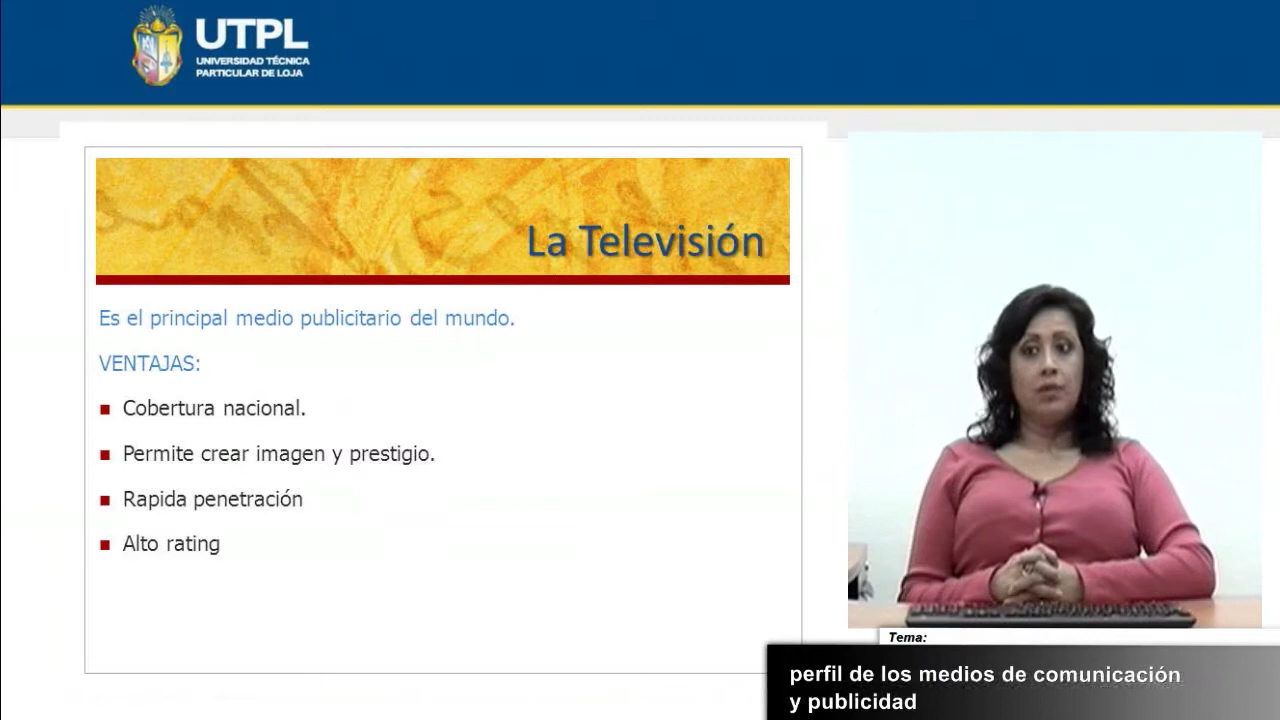 UTPL
UNIVERSIDAD TÉCNICA
PARTICULAR DE LOJA
La Televisión
Es el principal medio publicitario del mundo.
VENTAJAS:
Cobertura nacional.
Permite crear imagen y prestigio.
Rapida penetración
Alto rating
Tema:
perfil de los medios de comunicación
y publicidad